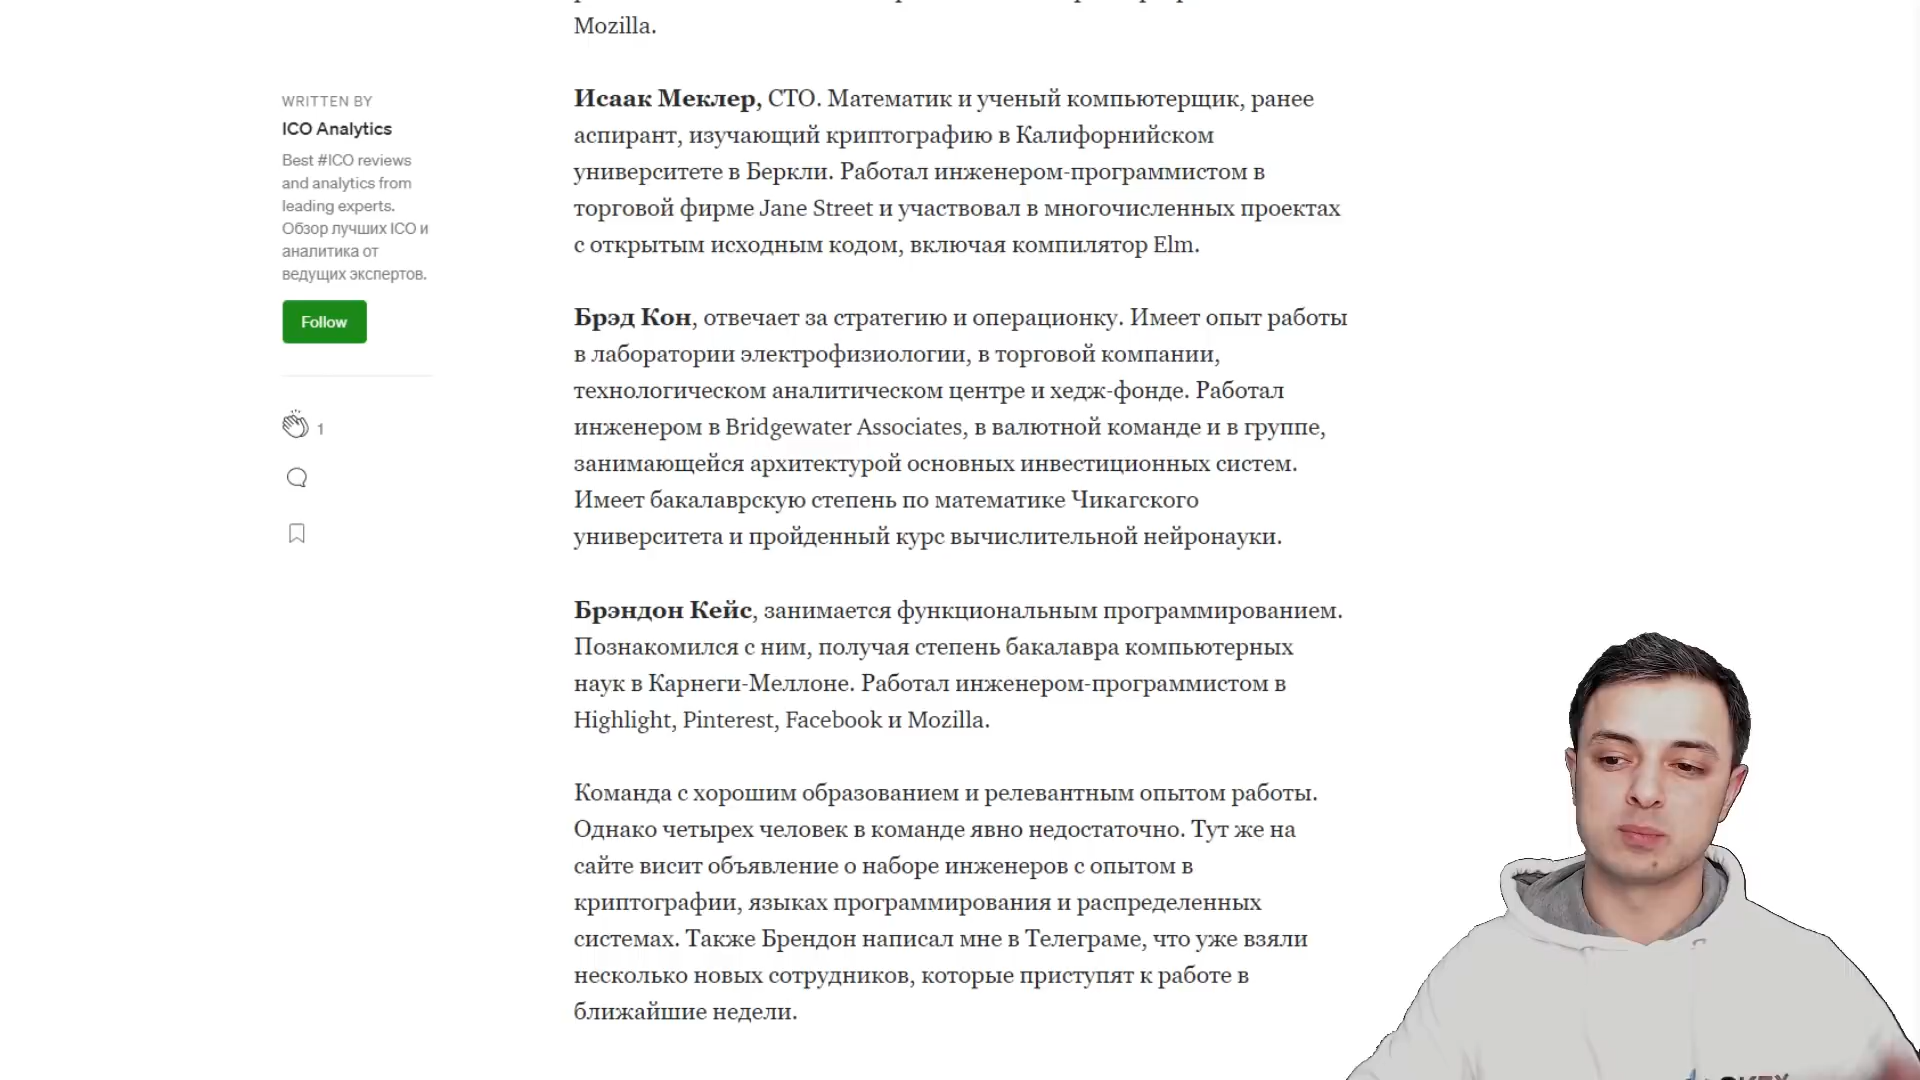 Mozilla.
WRITTEN BY
ICO Analytics
Best #ICO reviews
and analytics from
leading experts.
Обзор лучших ICO и
аналитика от
ведущих экспертов.
Follow
1
Исаак Меклер, CTO. Математик и ученый компьютерщик, ранее
аспирант, изучающий криптографию в Калифорнийском
университете в Беркли. Работал инженером-программистом в
торговой фирме Jane Street и участвовал в многочисленных проектах
с открытым исходным кодом, включая компилятор Elm.
Брэд Кон, отвечает за стратегию и операционку. Имеет опыт работы
в лаборатории электрофизиологии, в торговой компании,
технологическом аналитическом центре и хедж-фонде. Работал
инженером в Bridgewater Associates, в валютной команде и в группе,
занимающейся архитектурой основных инвестиционных систем.
Имеет бакалаврскую степень по математике Чикагского
университета и пройденный курс вычислительной нейронауки.
Брэндон Кейс, занимается функциональным программированием.
Познакомился с ним, получая степень бакалавра компьютерных
наук в Карнеги-Меллоне. Работал инженером-программистом в
Highlight, Pinterest, Facebook и Mozilla.
Команда с хорошим образованием и релевантным опытом работы.
Однако четырех человек в команде явно недостаточно. Тут же на
сайте висит объявление о наборе инженеров с опытом в
криптографии, языках программирования и распределенных
системах. Также Брендон написал мне в Телеграме, что уже взяли
несколько новых сотрудников, которые приступят к работе в
ближайшие недели.